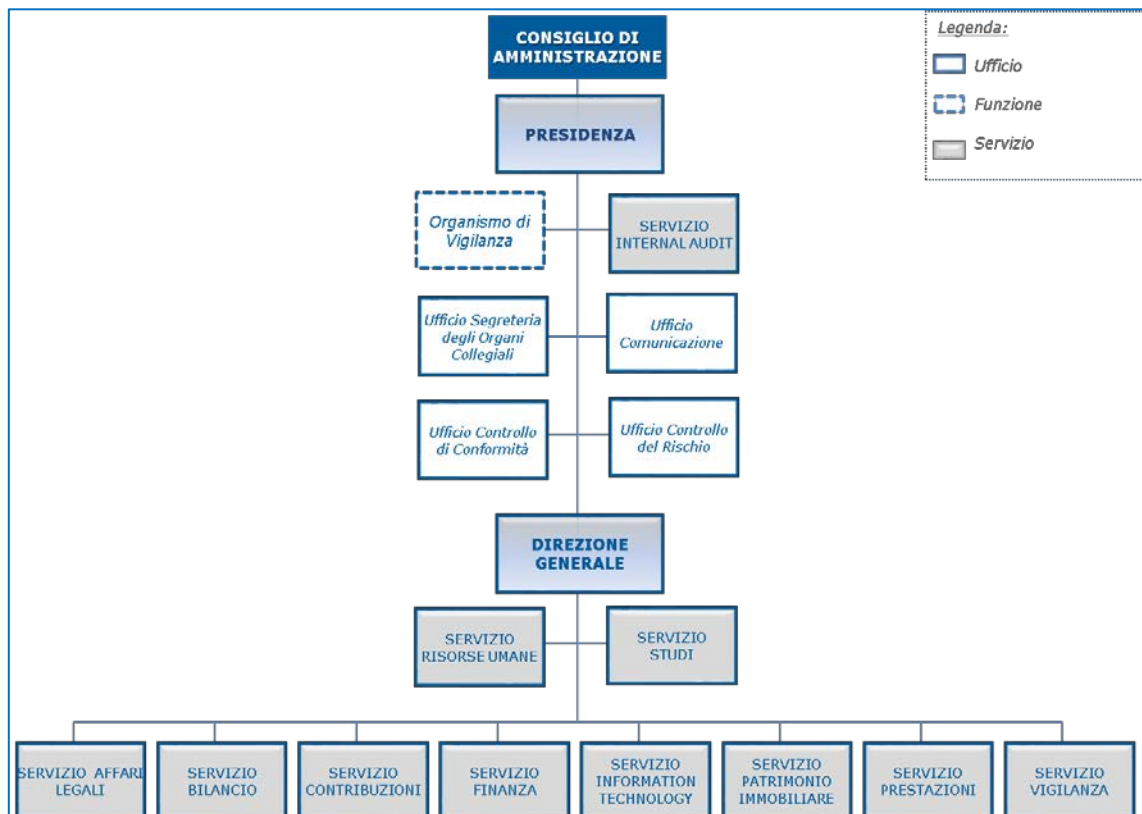 CONSIGLIO DI
AMMINISTRAZIONE
Legenda:
Ufficio
Funzione
Servizio
PRESIDENZA
Organismo di
Vigilanza
SERVIZIO
INTERNAL AUDIT
Ufficio Segreteria
degli Organi
Collegiali
Ufficio
Comunicazione
Ufficio Controllo
di Conformità
Ufficio Controllo
del Rischio
DIREZIONE
GENERALE
SERVIZIO
RISORSE UMANE
SERVIZIO
STUDI
SERVIZIO AFFARI
LEGALI
SERVIZIO
BILANCIO
SERVIZIO
CONTRIBUZIONI
SERVIZIO
FINANZA
SERVIZIO
INFORMATION
TECHNOLOGY
SERVIZIO
PATRIMONIO
IMMOBILIARE
SERVIZIO
PRESTAZIONI
SERVIZIO
VIGILANZA